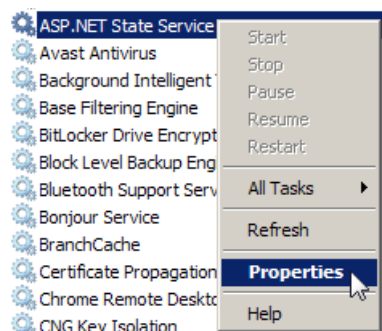 ASP.NET State Service
Avast Antivirus
Background Intelligent
Base Filtering Engine
BitLocker Drive Encrypt
Block Level Backup Eng
Bluetooth Support Serv
Bonjour Service
BranchCache
Certificate Propagation
Chrome Remote Deskto
CNG Key Isolation
Start
Stop
Pause
Resume
Restart
All Tasks
Refresh
Properties
Help